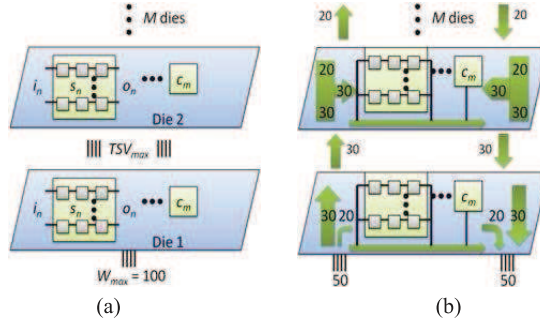 M dies
i_n s_n o_n c_m
Die 2
TSV_max
i_n s_n o_n c_m
Die 1
W_max = 100
(a)
20 M dies 20
20 30 30 c_m 30 20 30
30 30
30 20 c_m 20 30
50 50
(b)